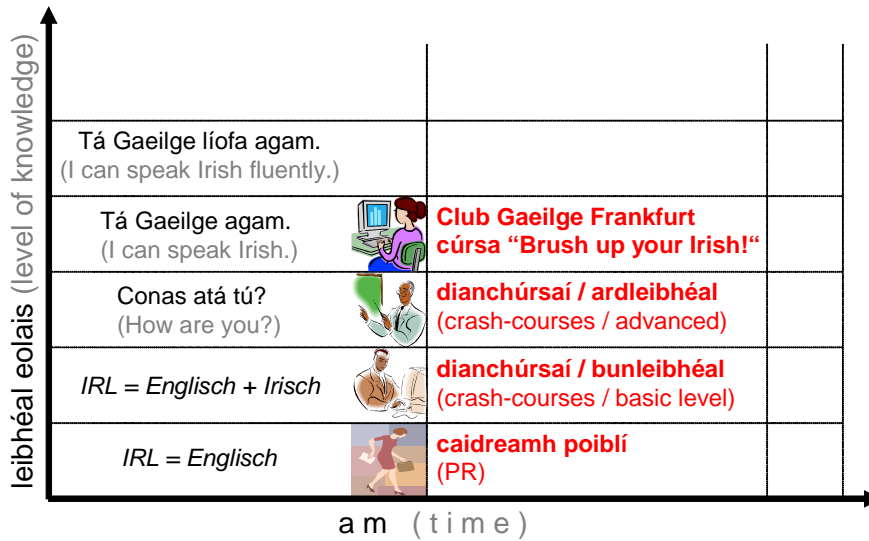 leibhéal eolais (level of knowledge)
Tá Gaeilge líofa agam.
(I can speak Irish fluently.)
Tá Gaeilge agam.
(I can speak Irish.)
Club Gaeilge Frankfurt
cúrsa “Brush up your Irish!“
Conas atá tú?
(How are you?)
dianchúrsaí / ardleibhéal
(crash-courses / advanced)
IRL = Englisch + Irisch
dianchúrsaí / bunleibhéal
(crash-courses / basic level)
IRL = Englisch
caidreamh poiblí
(PR)
am (time)